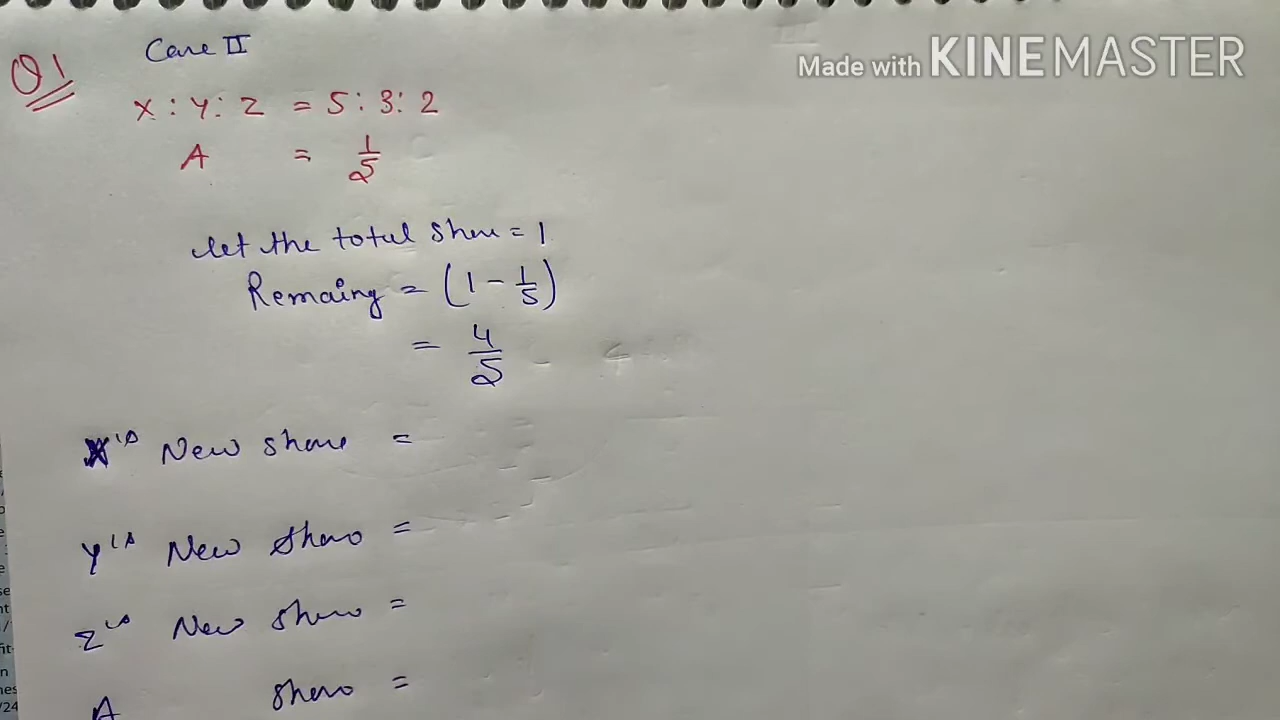 Q1
Case II
Made with KINEMASTER
X : Y : Z = 5 : 3 : 2
A = 1/5
let the total share = 1
Remaing = (1 - 1/5)
= 4/5
X's New share =
Y's New share =
Z's New share =
A share =